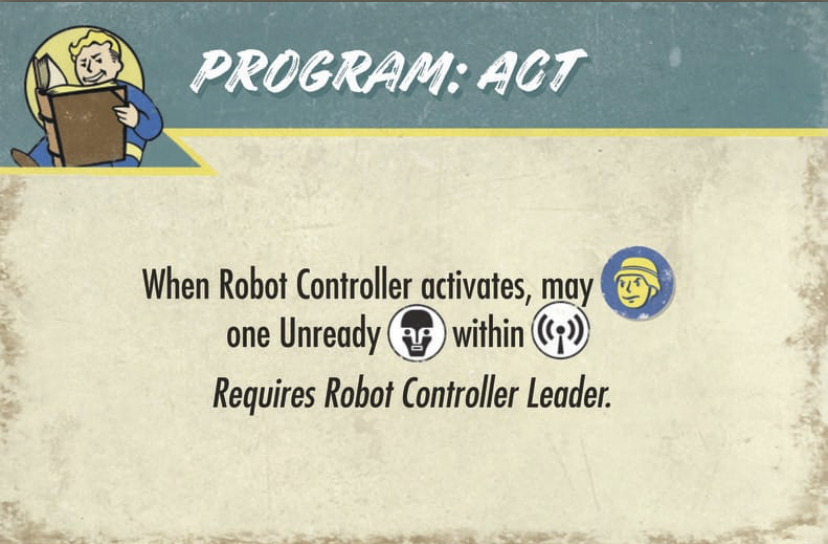 PROGRAM: ACT
When Robot Controller activates, may
one Unready within
Requires Robot Controller Leader.